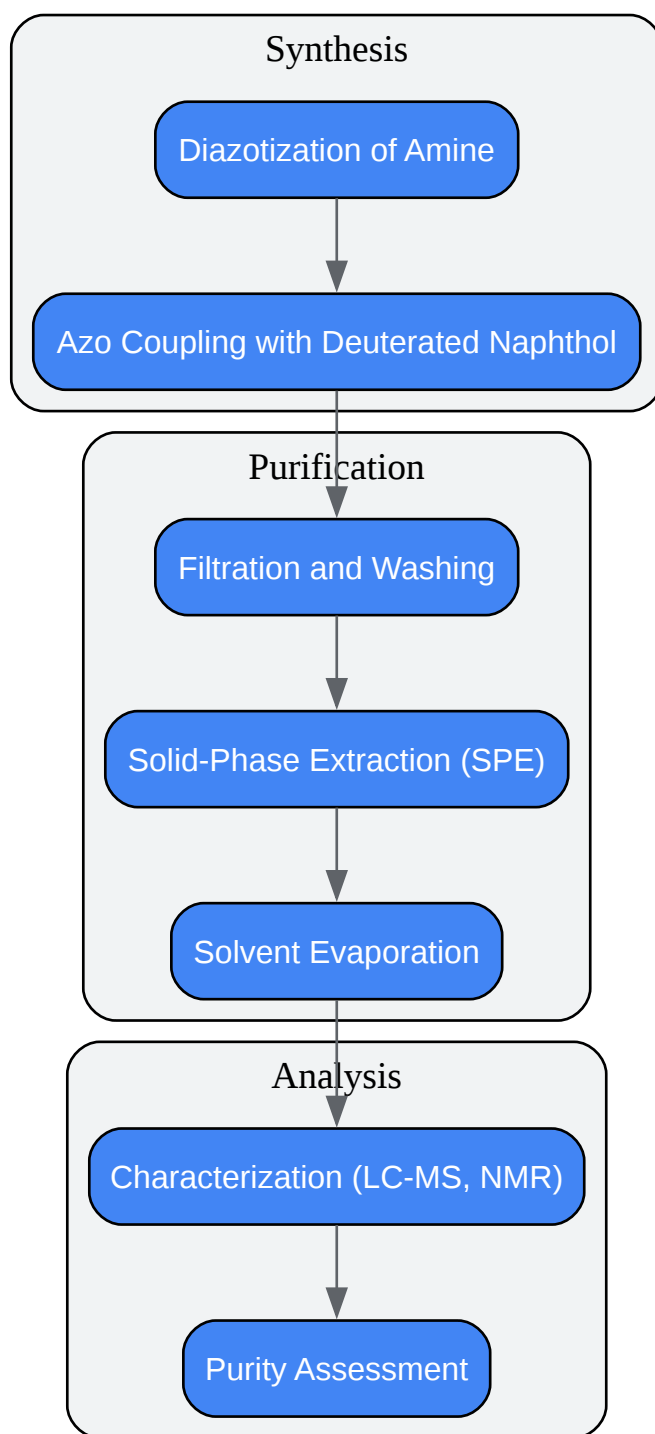 Synthesis
Diazotization of Amine
Azo Coupling with Deuterated Naphthol
Purification
Filtration and Washing
Solid-Phase Extraction (SPE)
Solvent Evaporation
Analysis
Characterization (LC-MS, NMR)
Purity Assessment